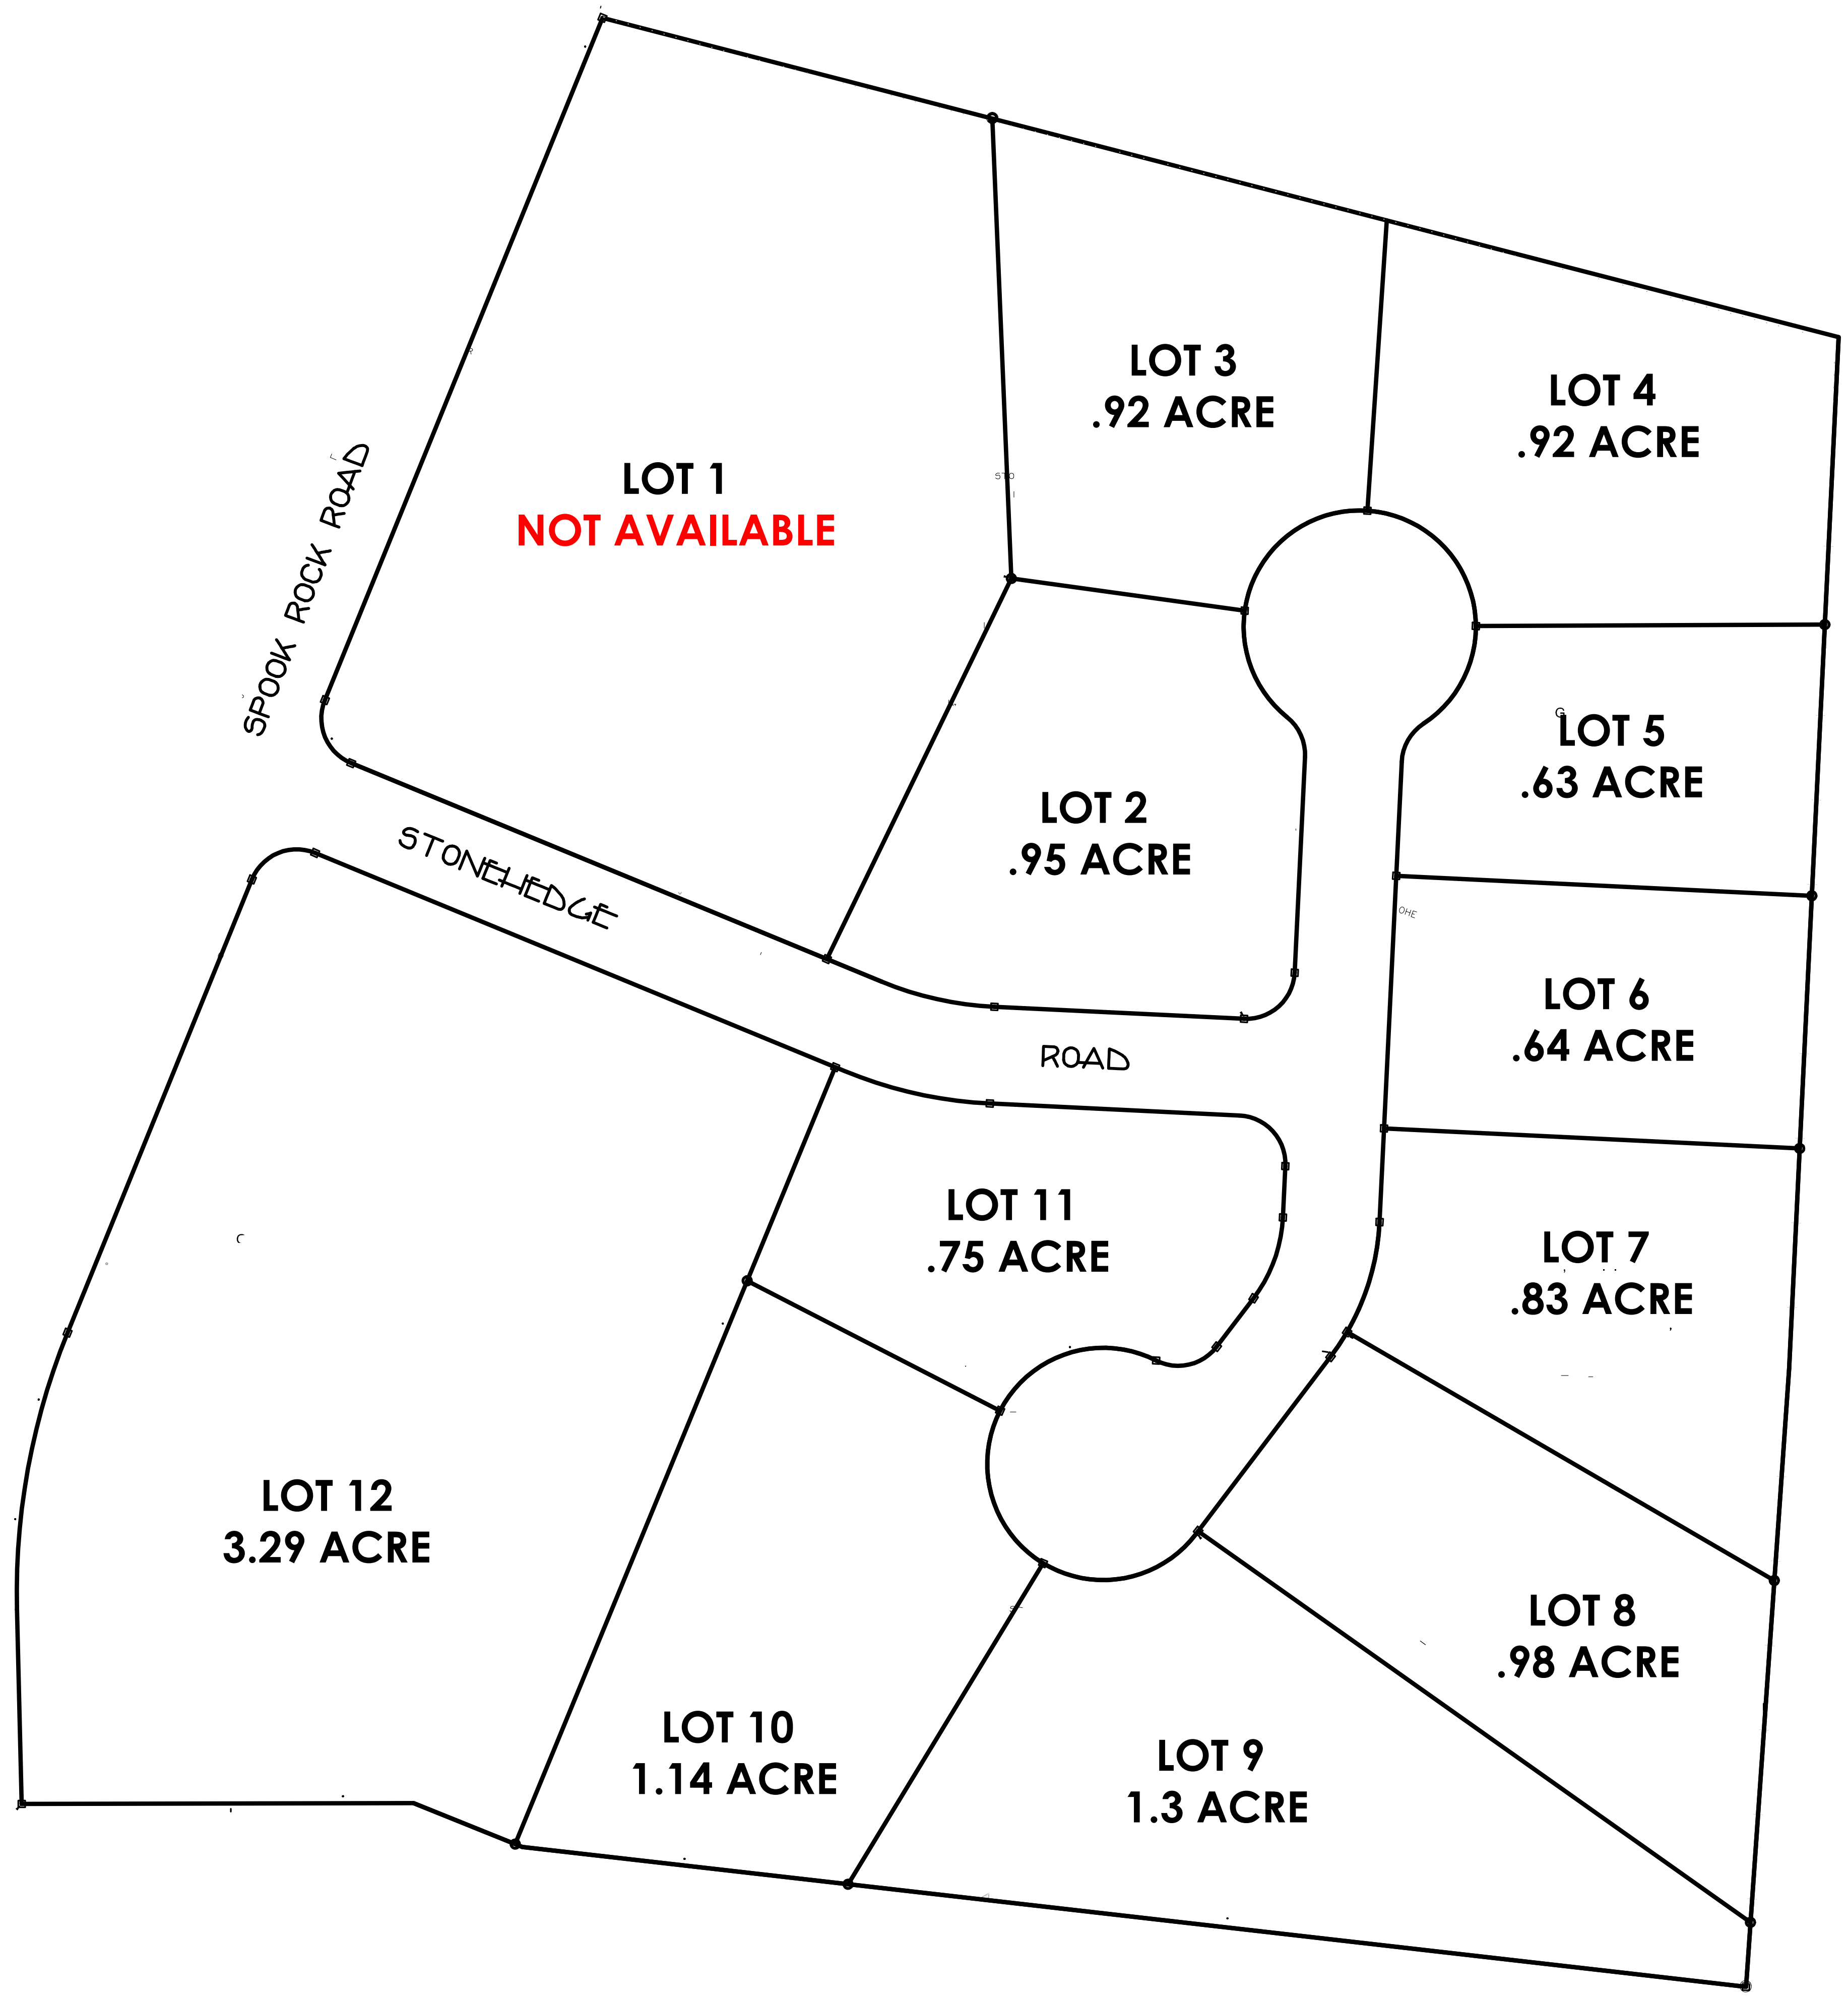 LOT 3
.92 ACRE
LOT 4
.92 ACRE
LOT 1
NOT AVAILABLE
SPOOK ROCK ROAD
LOT 5
.63 ACRE
LOT 2
.95 ACRE
STONEHEDGE
ROAD
OHE
LOT 6
.64 ACRE
LOT 11
.75 ACRE
LOT 7
.83 ACRE
LOT 12
3.29 ACRE
LOT 8
.98 ACRE
LOT 10
1.14 ACRE
LOT 9
1.3 ACRE